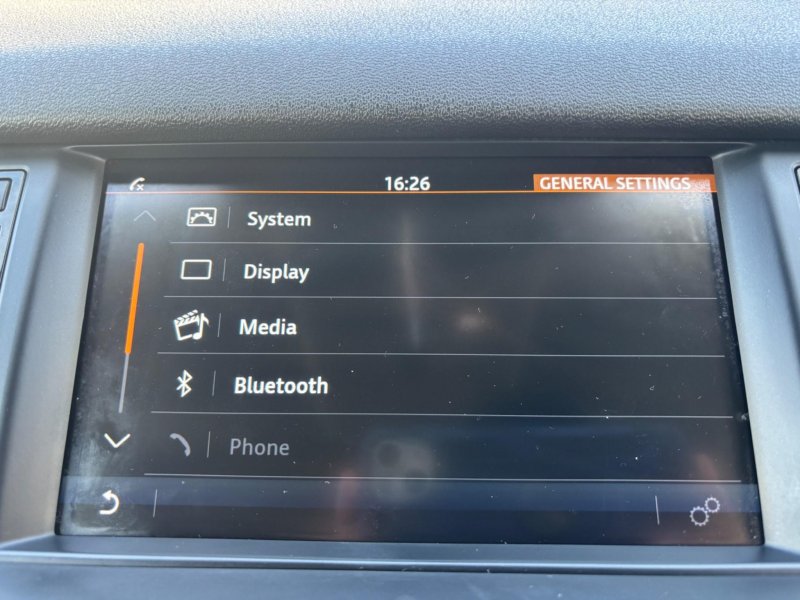 16:26
GENERAL SETTINGS
System
Display
Media
Bluetooth
Phone